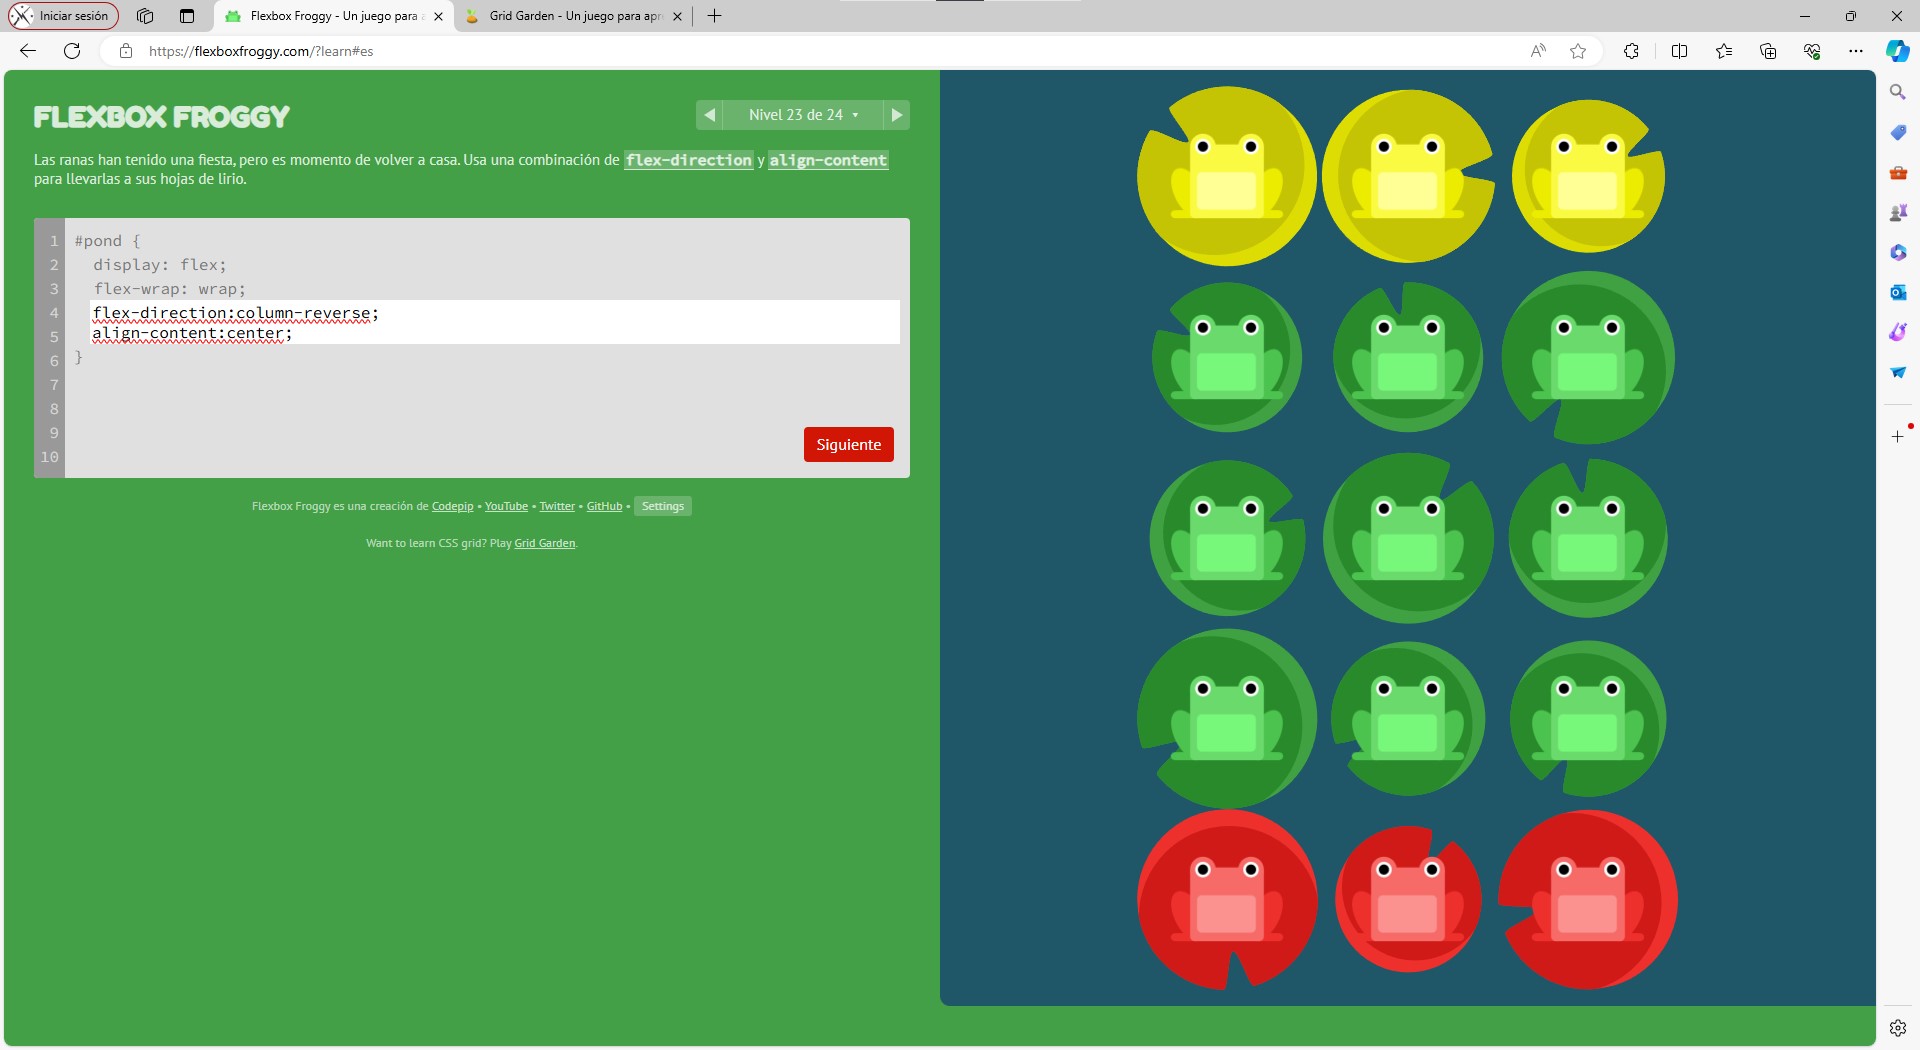 Iniciar sesión
Flexbox Froggy - Un juego para a
Grid Garden - Un juego para apr
https://flexboxfroggy.com/?learn#es
FLEXBOX FROGGY
Nivel 23 de 24
Las ranas han tenido una fiesta, pero es momento de volver a casa. Usa una combinación de flex-direction y align-content
para llevarlas a sus hojas de lirio.
1 #pond {
2 display: flex;
3 flex-wrap: wrap;
4 flex-direction:column-reverse;
5 align-content:center;
6 }
7
8
9
10
Siguiente
Flexbox Froggy es una creación de Codepip • YouTube • Twitter • GitHub • Settings
Want to learn CSS grid? Play Grid Garden.